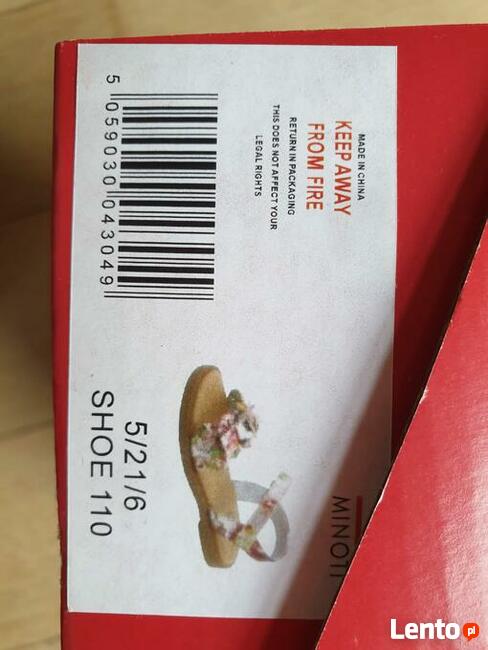 MADE IN CHINA
KEEP AWAY
FROM FIRE
RETURN IN PACKAGING
THIS DOES NOT AFFECT YOUR
LEGAL RIGHTS
5 059030 043049
MINOTI
5/21/6
SHOE 110
Lento.pl